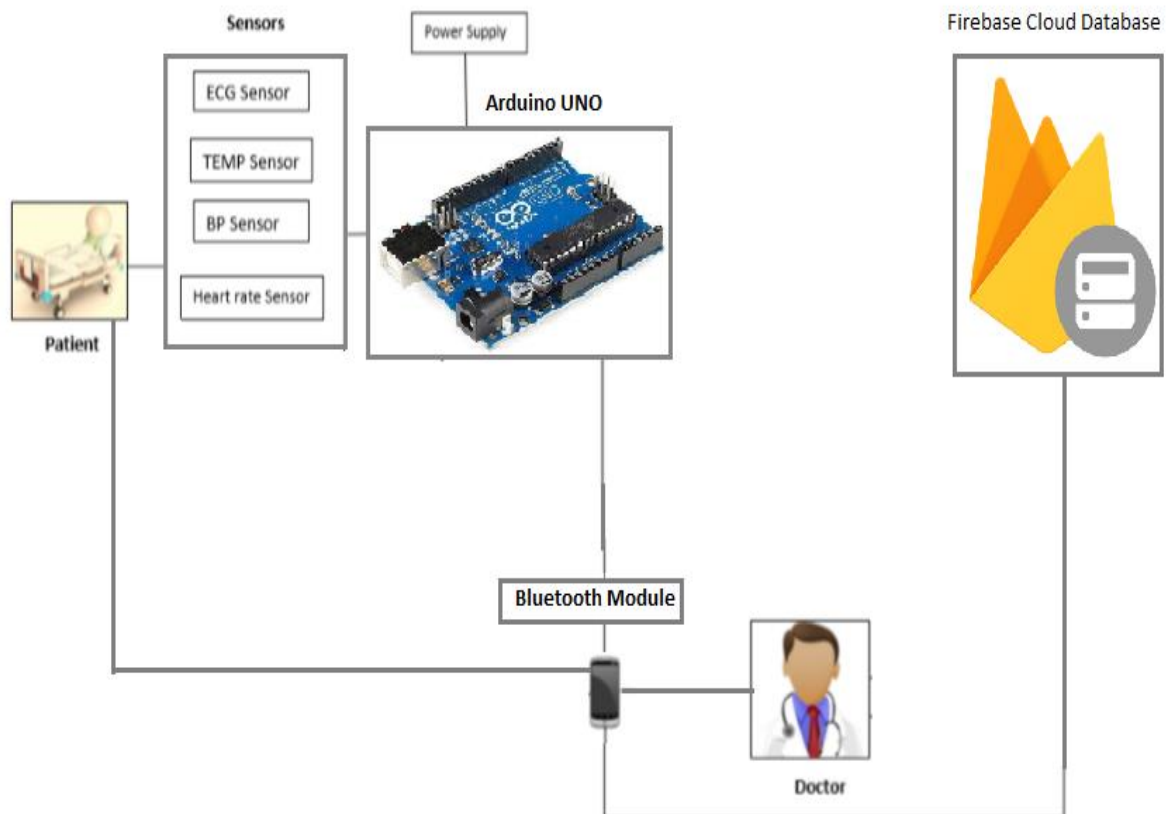 Sensors
Power Supply
Firebase Cloud Database
ECG Sensor
Arduino UNO
TEMP Sensor
BP Sensor
Heart rate Sensor
Patient
Bluetooth Module
Doctor